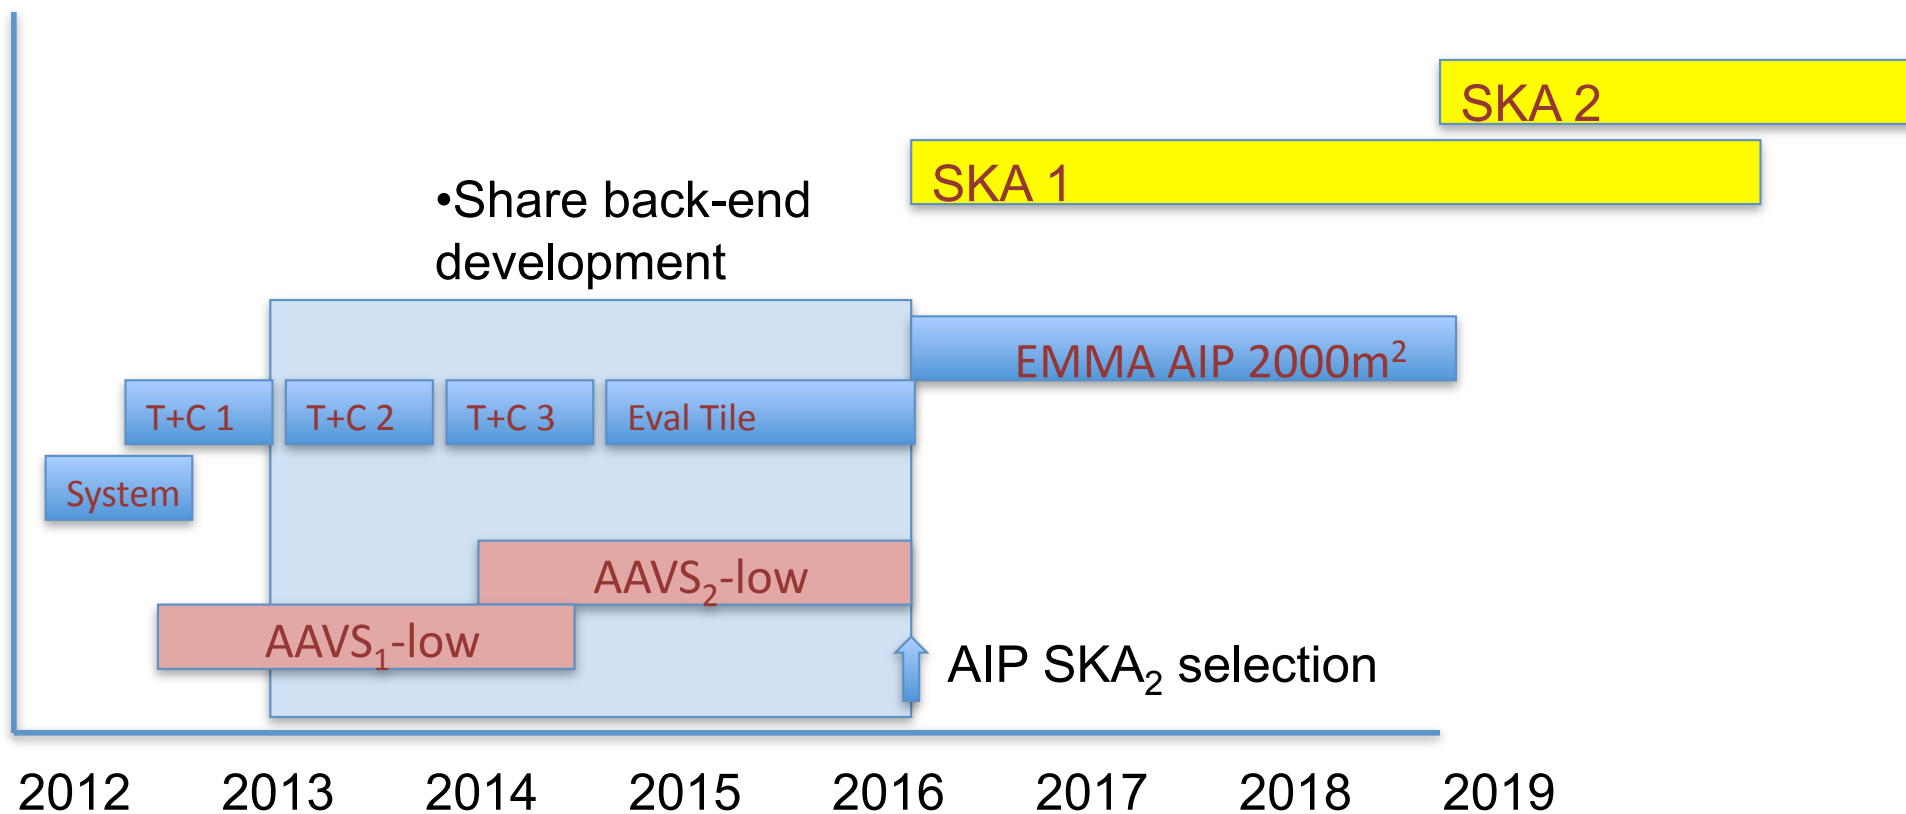 SKA 2
SKA 1
•Share back-end
development
EMMA AIP 2000m²
T+C 1
T+C 2
T+C 3
Eval Tile
System
AAVS₂-low
AAVS₁-low
AIP SKA₂ selection
2012 2013 2014 2015 2016 2017 2018 2019